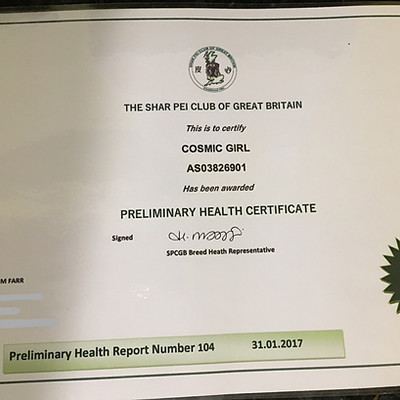 THE SHAR PEI CLUB OF GREAT BRITAIN
This is to certify
COSMIC GIRL
AS03826901
Has been awarded
PRELIMINARY HEALTH CERTIFICATE
Signed
SPCGB Breed Heath Representative
M FARR
Preliminary Health Report Number 104 31.01.2017